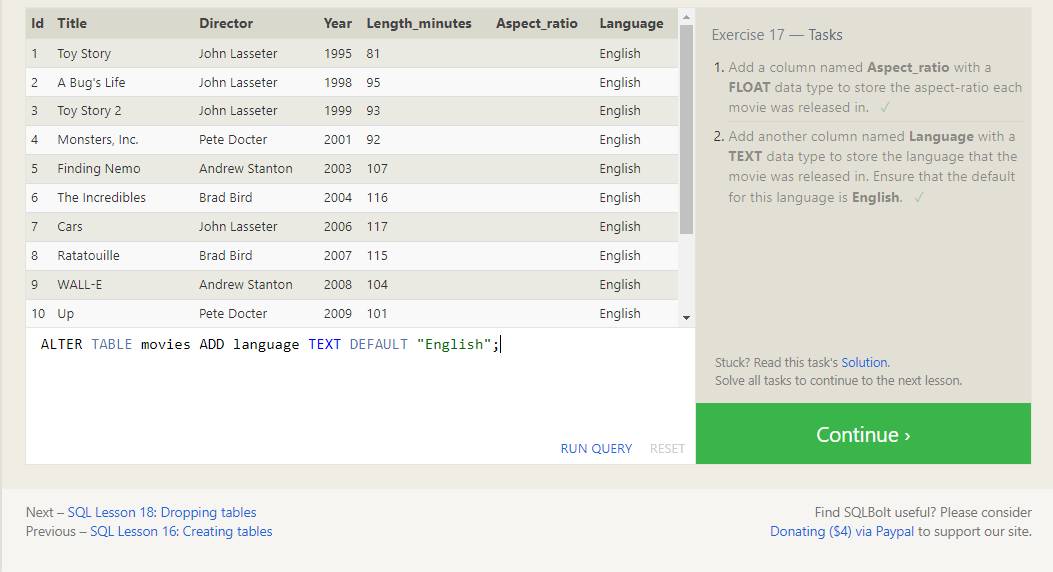 Id Title Director Year Length_minutes Aspect_ratio Language
1 Toy Story John Lasseter 1995 81 English
2 A Bug's Life John Lasseter 1998 95 English
3 Toy Story 2 John Lasseter 1999 93 English
4 Monsters, Inc. Pete Docter 2001 92 English
5 Finding Nemo Andrew Stanton 2003 107 English
6 The Incredibles Brad Bird 2004 116 English
7 Cars John Lasseter 2006 117 English
8 Ratatouille Brad Bird 2007 115 English
9 WALL-E Andrew Stanton 2008 104 English
10 Up Pete Docter 2009 101 English
ALTER TABLE movies ADD language TEXT DEFAULT "English";
RUN QUERY RESET
Exercise 17 — Tasks
1. Add a column named Aspect_ratio with a
FLOAT data type to store the aspect-ratio each
movie was released in. ✓
2. Add another column named Language with a
TEXT data type to store the language that the
movie was released in. Ensure that the default
for this language is English. ✓
Stuck? Read this task's Solution.
Solve all tasks to continue to the next lesson.
Continue ›
Next – SQL Lesson 18: Dropping tables
Previous – SQL Lesson 16: Creating tables
Find SQLBolt useful? Please consider
Donating ($4) via Paypal to support our site.